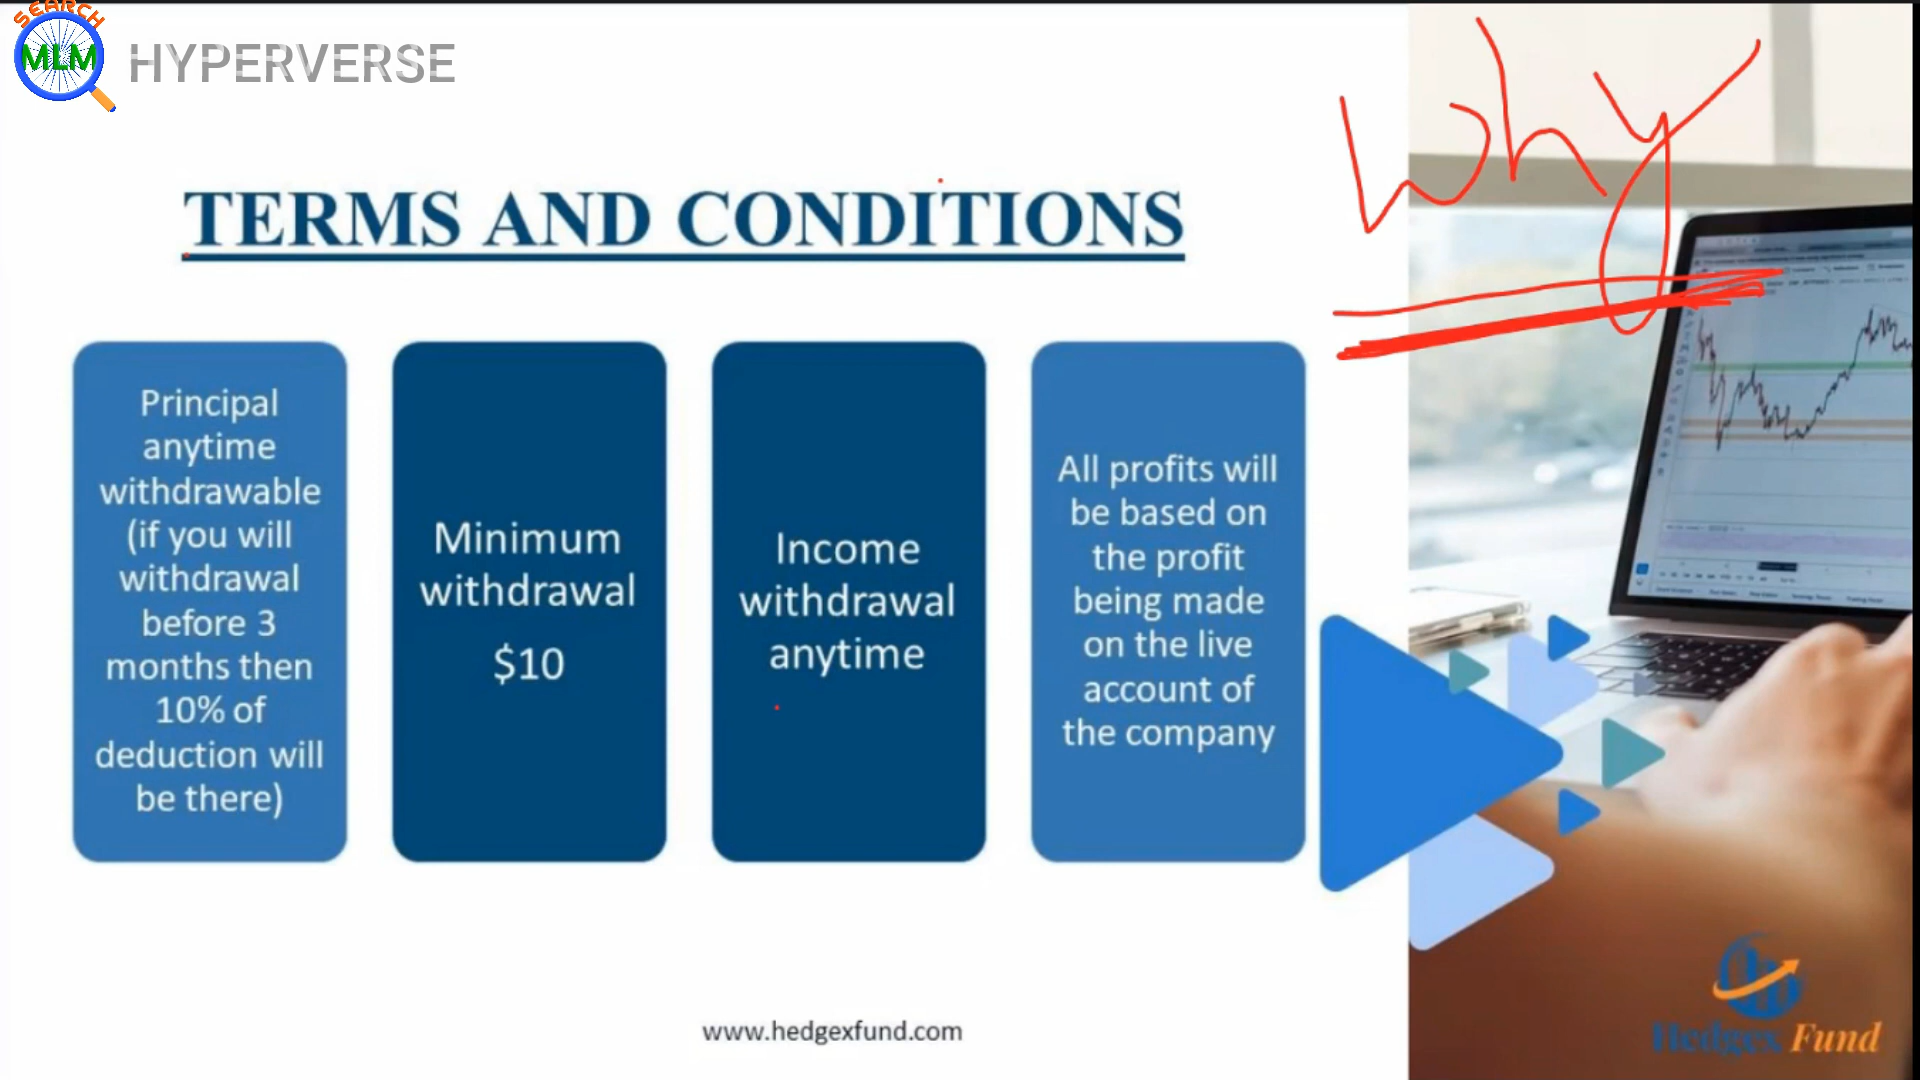 SEARCH
MLM
HYPERVERSE
Why
TERMS AND CONDITIONS
Principal
anytime
withdrawable
(if you will
withdrawal
before 3
months then
10% of
deduction will
be there)
Minimum
withdrawal
$10
Income
withdrawal
anytime
All profits will
be based on
the profit
being made
on the live
account of
the company
www.hedgexfund.com
Hedgex Fund